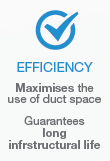 EFFICIENCY
Maximises the
use of duct space
Guarantees
long
infrstructural life